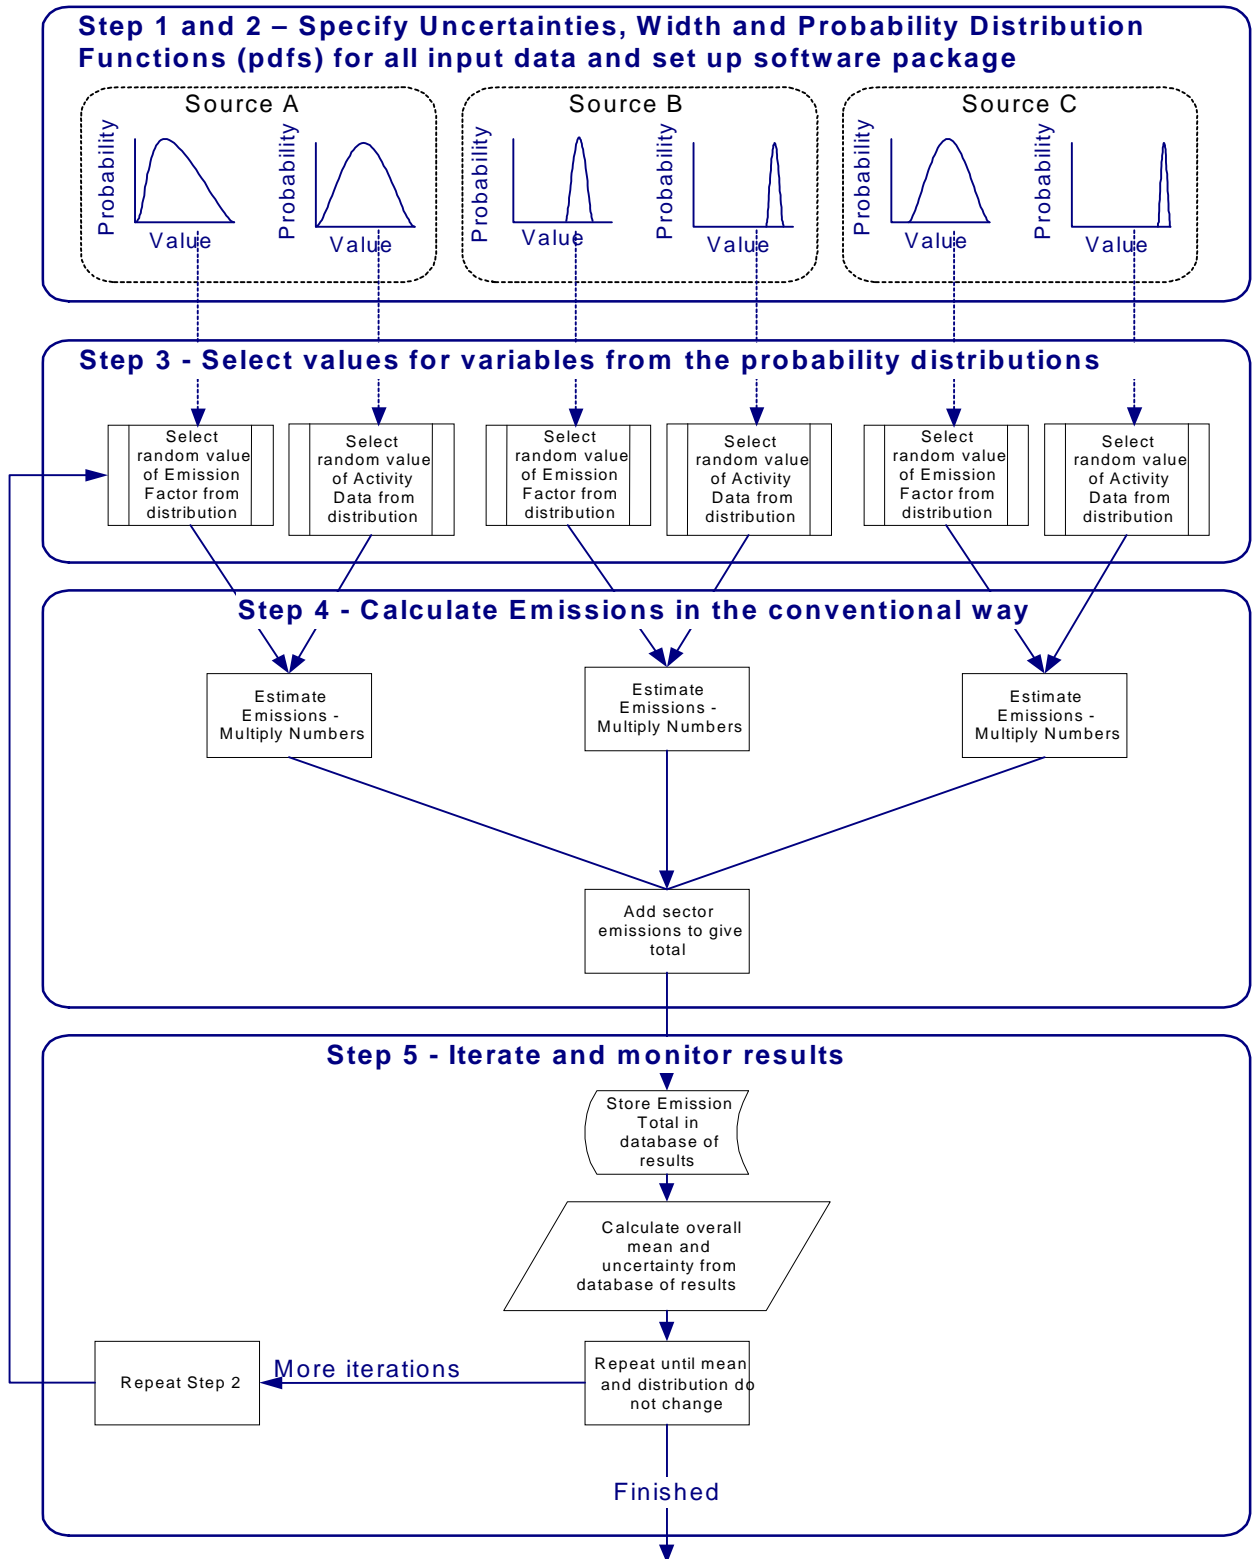 Step 1 and 2 – Specify Uncertainties, Width and Probability Distribution
Functions (pdfs) for all input data and set up software package
Source A
Probability
Value
Probability
Value
Source B
Probability
Value
Probability
Value
Source C
Probability
Value
Probability
Value
Step 3 - Select values for variables from the probability distributions
Select
random value
of Emission
Factor from
distribution
Select
random value
of Activity
Data from
distribution
Select
random value
of Emission
Factor from
distribution
Select
random value
of Activity
Data from
distribution
Select
random value
of Emission
Factor from
distribution
Select
random value
of Activity
Data from
distribution
Step 4 - Calculate Emissions in the conventional way
Estimate
Emissions -
Multiply Numbers
Estimate
Emissions -
Multiply Numbers
Estimate
Emissions -
Multiply Numbers
Add sector
emissions to give
total
Step 5 - Iterate and monitor results
Store Emission
Total in
database of
results
Calculate overall
mean and
uncertainty from
database of results
Repeat until mean
and distribution do
not change
More iterations
Repeat Step 2
Finished